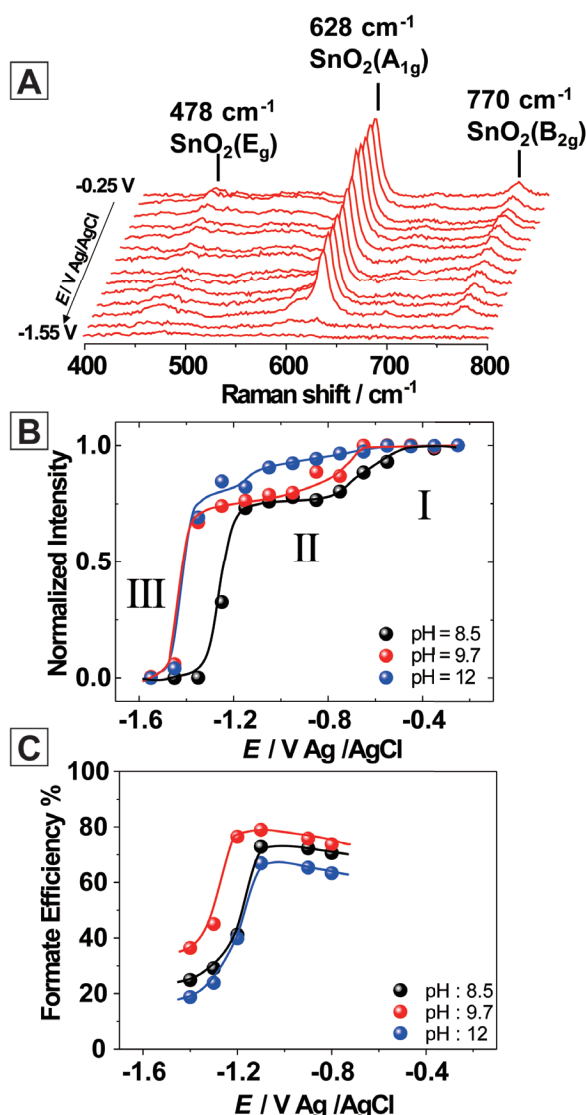 A
628 cm⁻¹
SnO₂(A₁g)
478 cm⁻¹
SnO₂(Eg)
770 cm⁻¹
SnO₂(B₂g)
-0.25 V
E / V Ag/AgCl
-1.55 V
400 500 600 700 800
Raman shift / cm⁻¹
B
Normalized Intensity
1.0
0.5
0.0
I
II
III
pH = 8.5
pH = 9.7
pH = 12
-1.6 -1.2 -0.8 -0.4
E / V Ag /AgCl
C
Formate Efficiency %
100
80
60
40
20
0
pH : 8.5
pH : 9.7
pH : 12
-1.6 -1.2 -0.8 -0.4
E / V Ag/AgCl